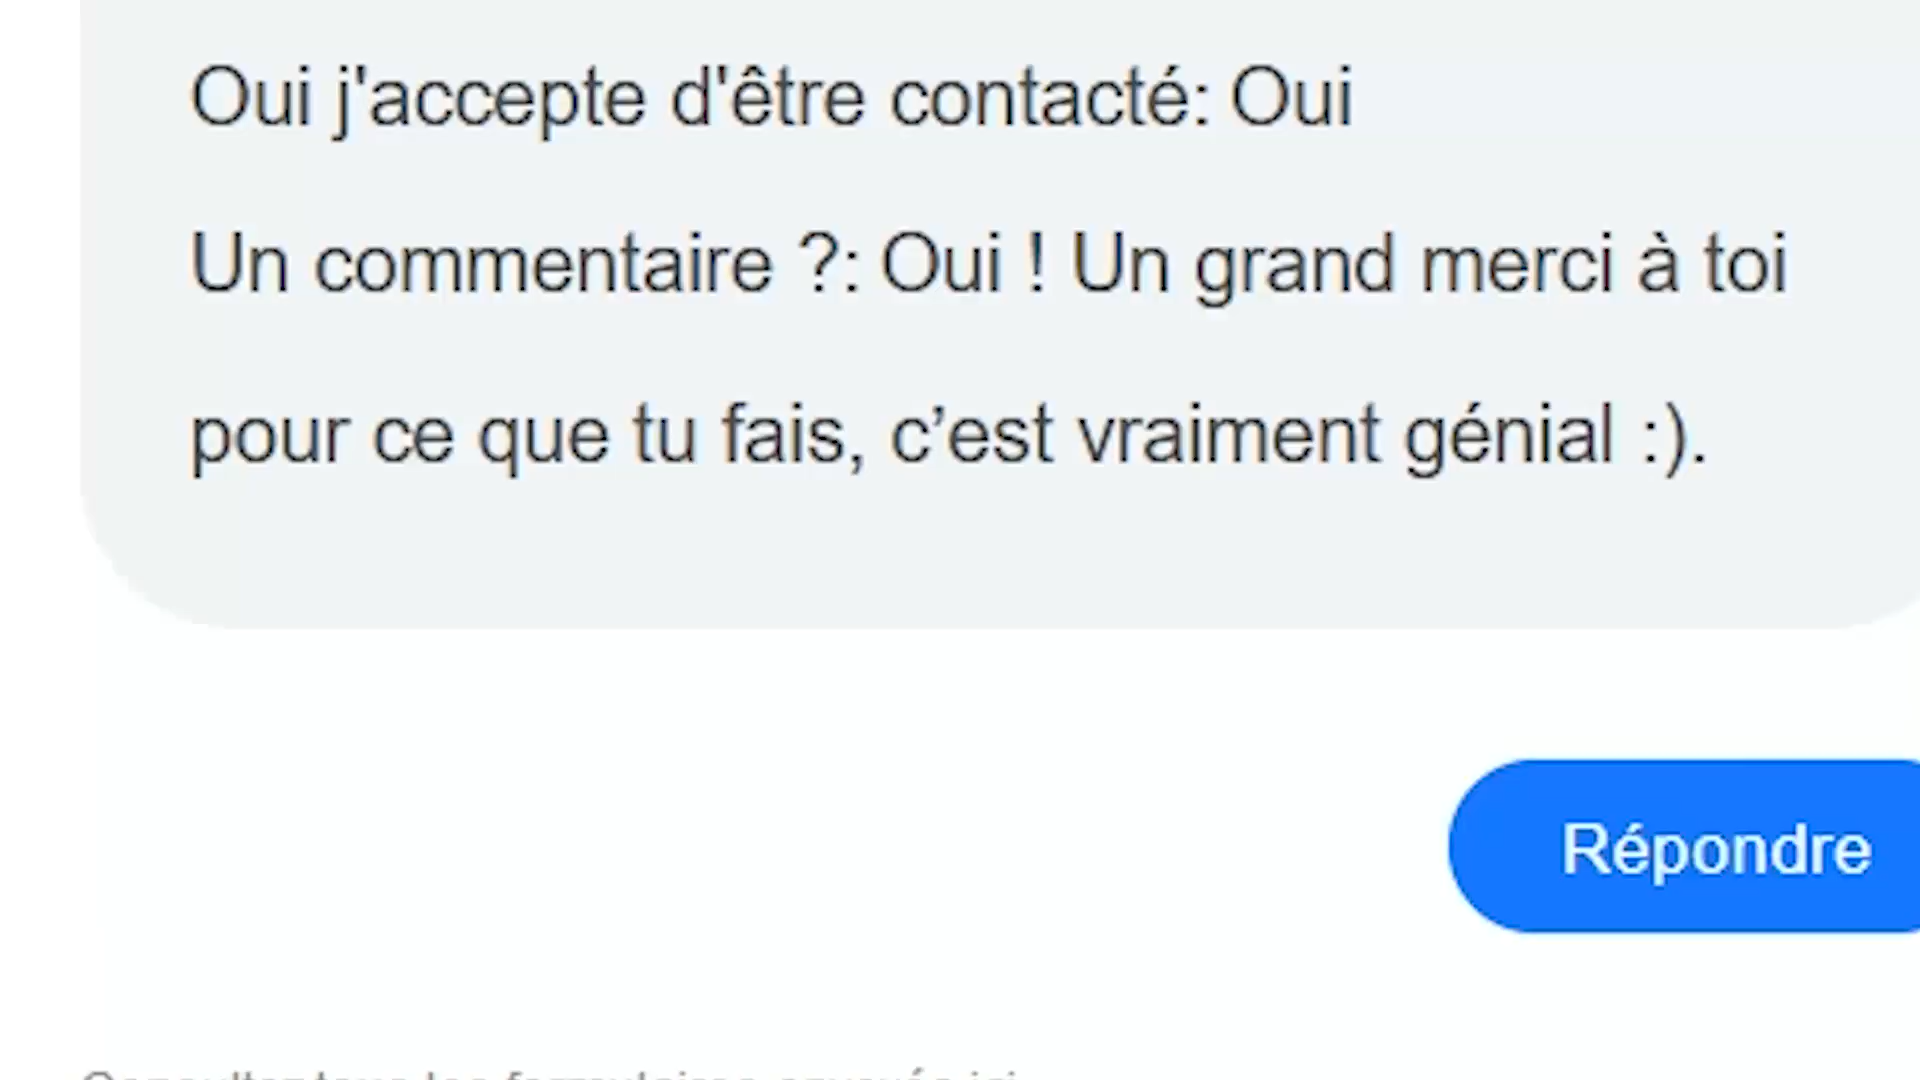 Oui j'accepte d'être contacté: Oui
Un commentaire ?: Oui ! Un grand merci à toi
pour ce que tu fais, c’est vraiment génial :).
Répondre